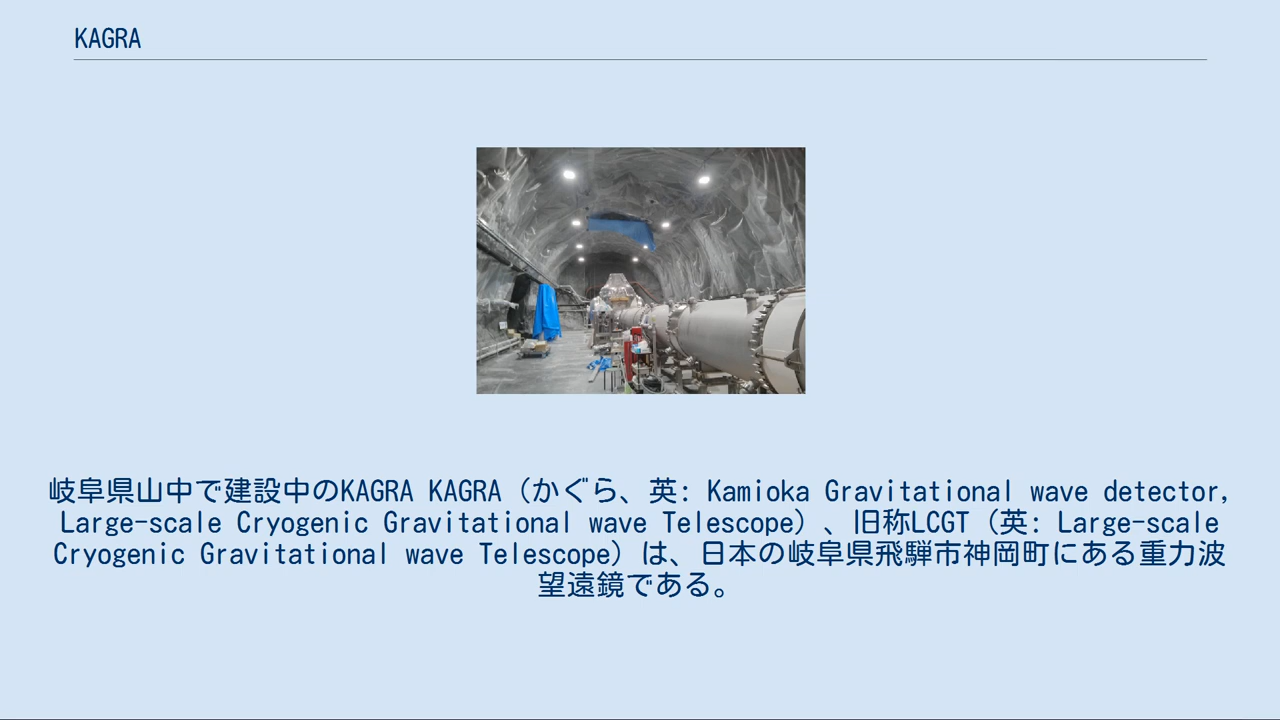 KAGRA
岐阜県山中で建設中のKAGRA KAGRA（かぐら、英: Kamioka Gravitational wave detector,
Large-scale Cryogenic Gravitational wave Telescope）、旧称LCGT（英: Large-scale
Cryogenic Gravitational wave Telescope）は、日本の岐阜県飛騨市神岡町にある重力波
望遠鏡である。